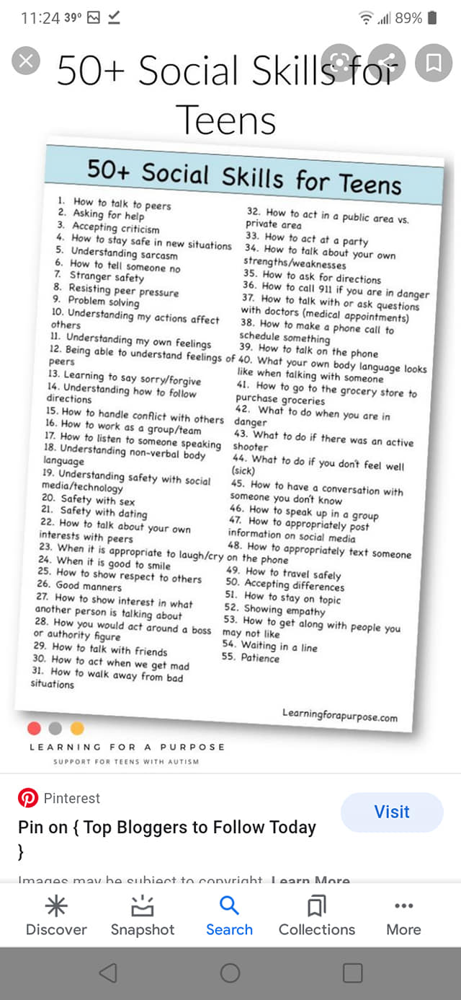 11:24 39°
89%
50+ Social Skills for
Teens
50+ Social Skills for Teens
1. How to talk to peers
2. Asking for help
3. Accepting criticism
4. How to stay safe in new situations
5. Understanding sarcasm
6. How to tell someone no
7. Stranger safety
8. Resisting peer pressure
9. Problem solving
10. Understanding my actions affect
others
11. Understanding my own feelings
12. Being able to understand feelings of
peers
13. Learning to say sorry/forgive
14. Understanding how to follow
directions
15. How to handle conflict with others
16. How to work as a group/team
17. How to listen to someone speaking
18. Understanding non-verbal body
language
19. Understanding safety with social
media/technology
20. Safety with sex
21. Safety with dating
22. How to talk about your own
interests with peers
23. When it is appropriate to laugh/cry
24. When it is good to smile
25. How to show respect to others
26. Good manners
27. How to show interest in what
another person is talking about
28. How you would act around a boss
or authority figure
29. How to talk with friends
30. How to act when we get mad
31. How to walk away from bad
situations
32. How to act in a public area vs.
private area
33. How to act at a party
34. How to talk about your own
strengths/weaknesses
35. How to ask for directions
36. How to call 911 if you are in danger
37. How to talk with or ask questions
with doctors (medical appointments)
38. How to make a phone call to
schedule something
39. How to talk on the phone
40. What your own body language looks
like when talking with someone
41. How to go to the grocery store to
purchase groceries
42. What to do when you are in
danger
43. What to do if there was an active
shooter
44. What to do if you don't feel well
(sick)
45. How to have a conversation with
someone you don't know
46. How to speak up in a group
47. How to appropriately post
information on social media
48. How to appropriately text someone
on the phone
49. How to travel safely
50. Accepting differences
51. How to stay on topic
52. Showing empathy
53. How to get along with people you
may not like
54. Waiting in a line
55. Patience
Learningforapurpose.com
LEARNING FOR A PURPOSE
SUPPORT FOR TEENS WITH AUTISM
Pinterest
Visit
Pin on { Top Bloggers to Follow Today
}
Images may be subject to copyright. Learn More
Discover
Snapshot
Search
Collections
More